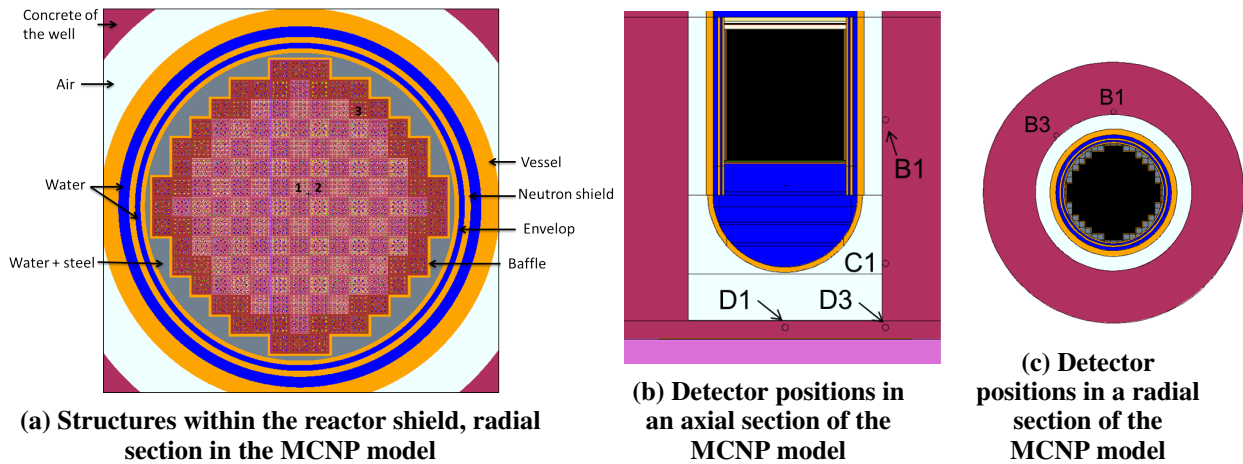 Concrete of
the well
Air
Water
Water + steel
3
1 2
Vessel
Neutron shield
Envelop
Baffle
(a) Structures within the reactor shield, radial
section in the MCNP model
B1
C1
D1
D3
(b) Detector positions in
an axial section of the
MCNP model
B1
B3
(c) Detector
positions in a radial
section of the
MCNP model